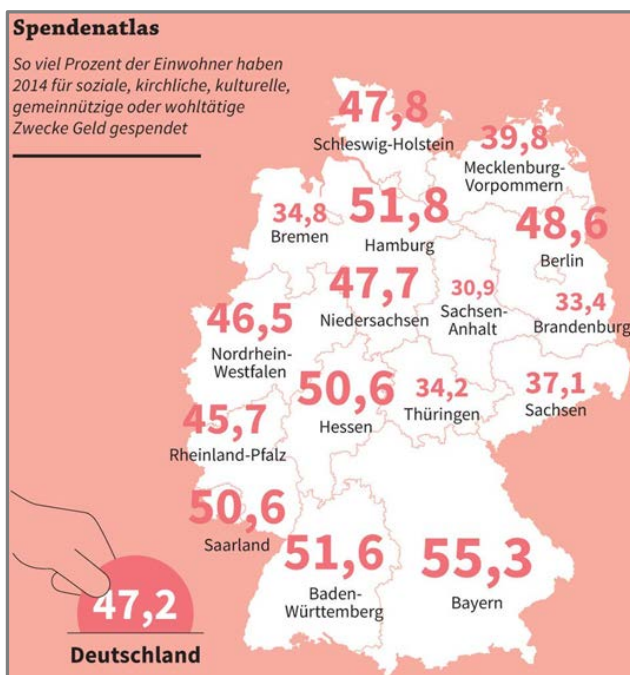 Spendenatlas
So viel Prozent der Einwohner haben
2014 für soziale, kirchliche, kulturelle,
gemeinnützige oder wohltätige
Zwecke Geld gespendet
47,8
Schleswig-Holstein
39,8
Mecklenburg-
Vorpommern
34,8
Bremen
51,8
Hamburg
48,6
Berlin
47,7
Niedersachsen
30,9
Sachsen-
Anhalt
33,4
Brandenburg
46,5
Nordrhein-
Westfalen
50,6
Hessen
34,2
Thüringen
37,1
Sachsen
45,7
Rheinland-Pfalz
50,6
Saarland
51,6
Baden-
Württemberg
55,3
Bayern
47,2
Deutschland